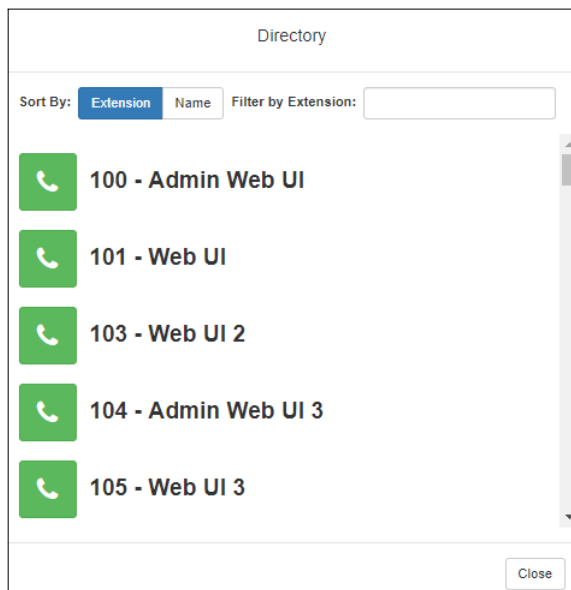 Directory
Sort By: Extension Name Filter by Extension:
100 - Admin Web UI
101 - Web UI
103 - Web UI 2
104 - Admin Web UI 3
105 - Web UI 3
Close